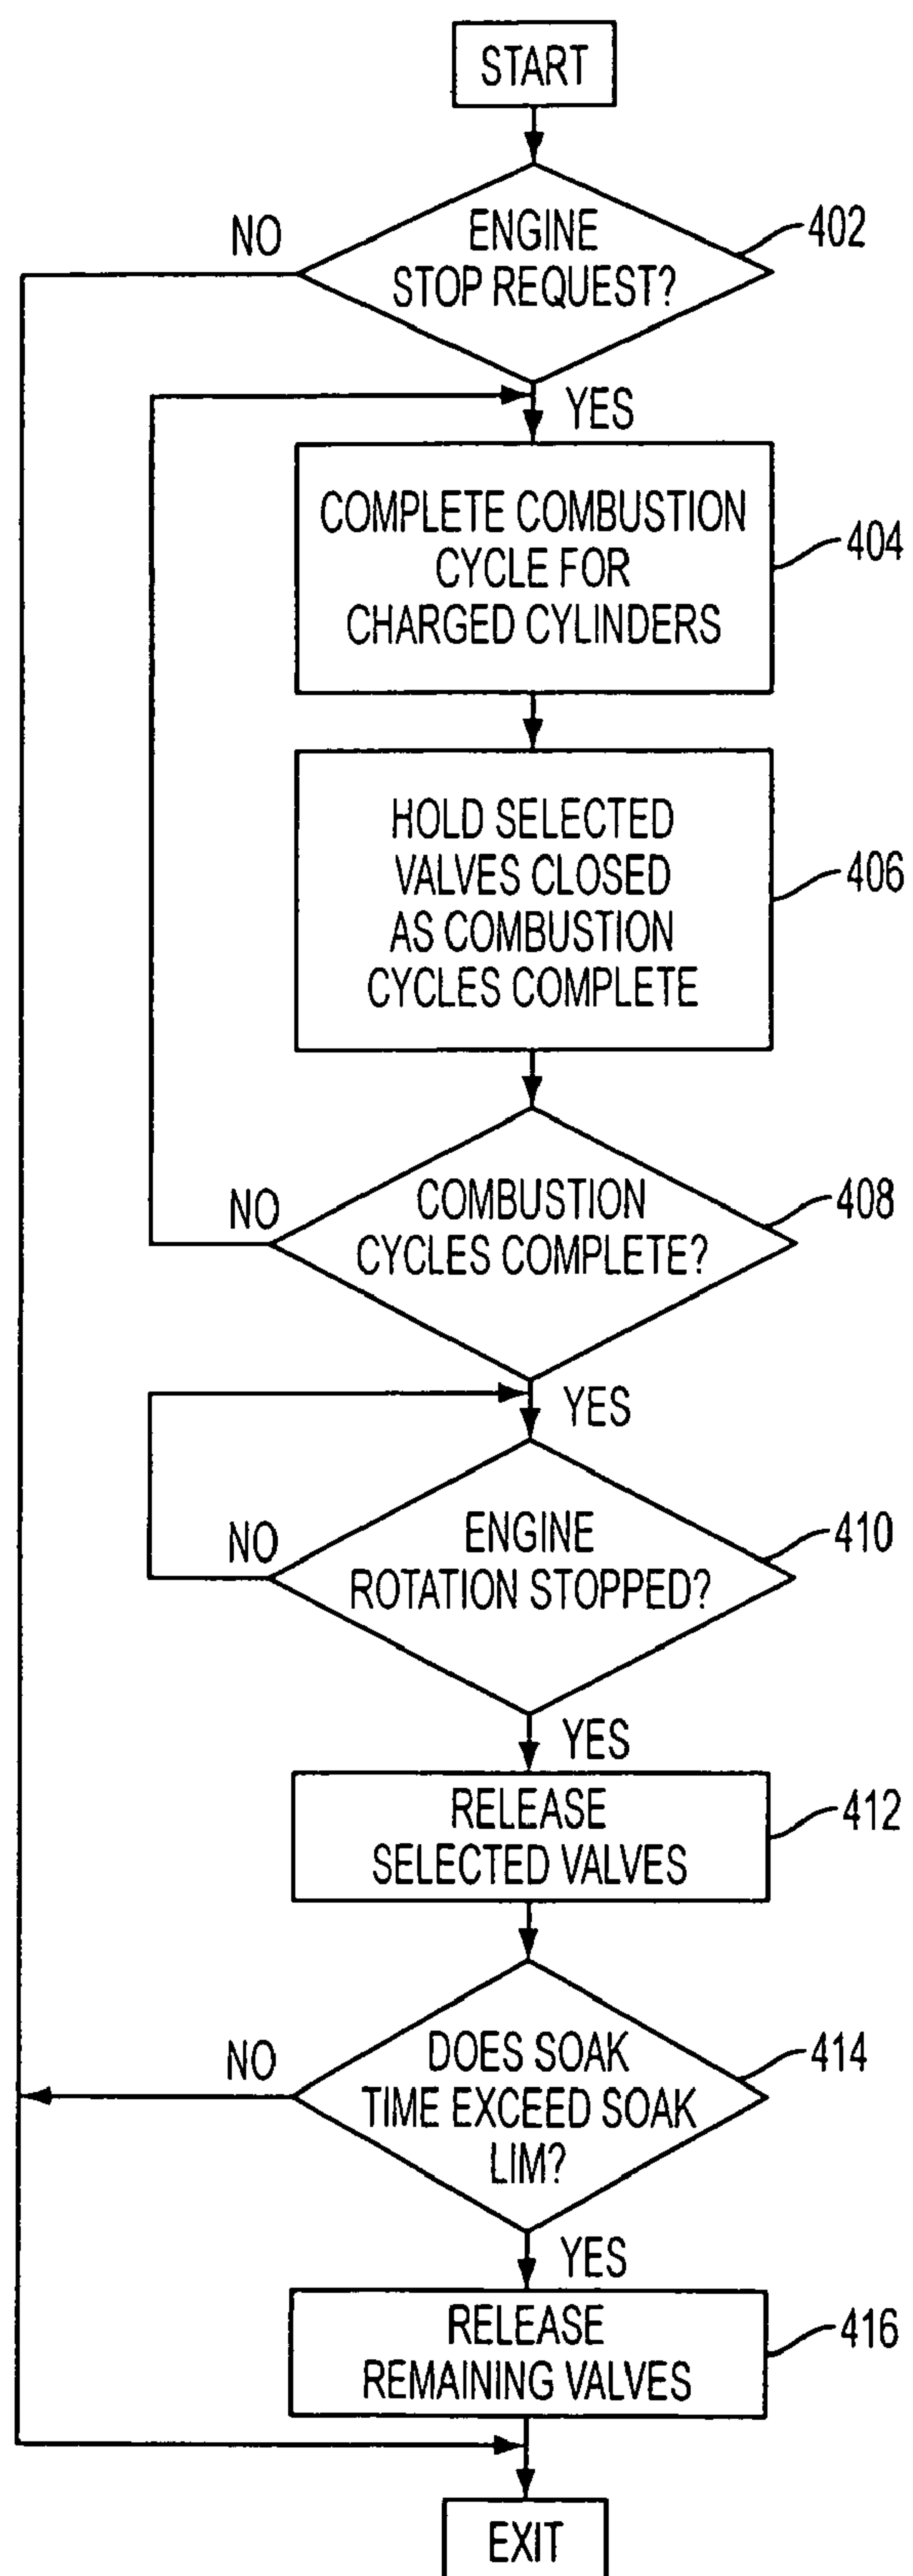 START
ENGINE
STOP REQUEST?
402
NO
YES
COMPLETE COMBUSTION
CYCLE FOR
CHARGED CYLINDERS
404
HOLD SELECTED
VALVES CLOSED
AS COMBUSTION
CYCLES COMPLETE
406
COMBUSTION
CYCLES COMPLETE?
408
NO
YES
ENGINE
ROTATION STOPPED?
410
NO
YES
RELEASE
SELECTED VALVES
412
DOES SOAK
TIME EXCEED SOAK
LIM?
414
NO
YES
RELEASE
REMAINING VALVES
416
EXIT